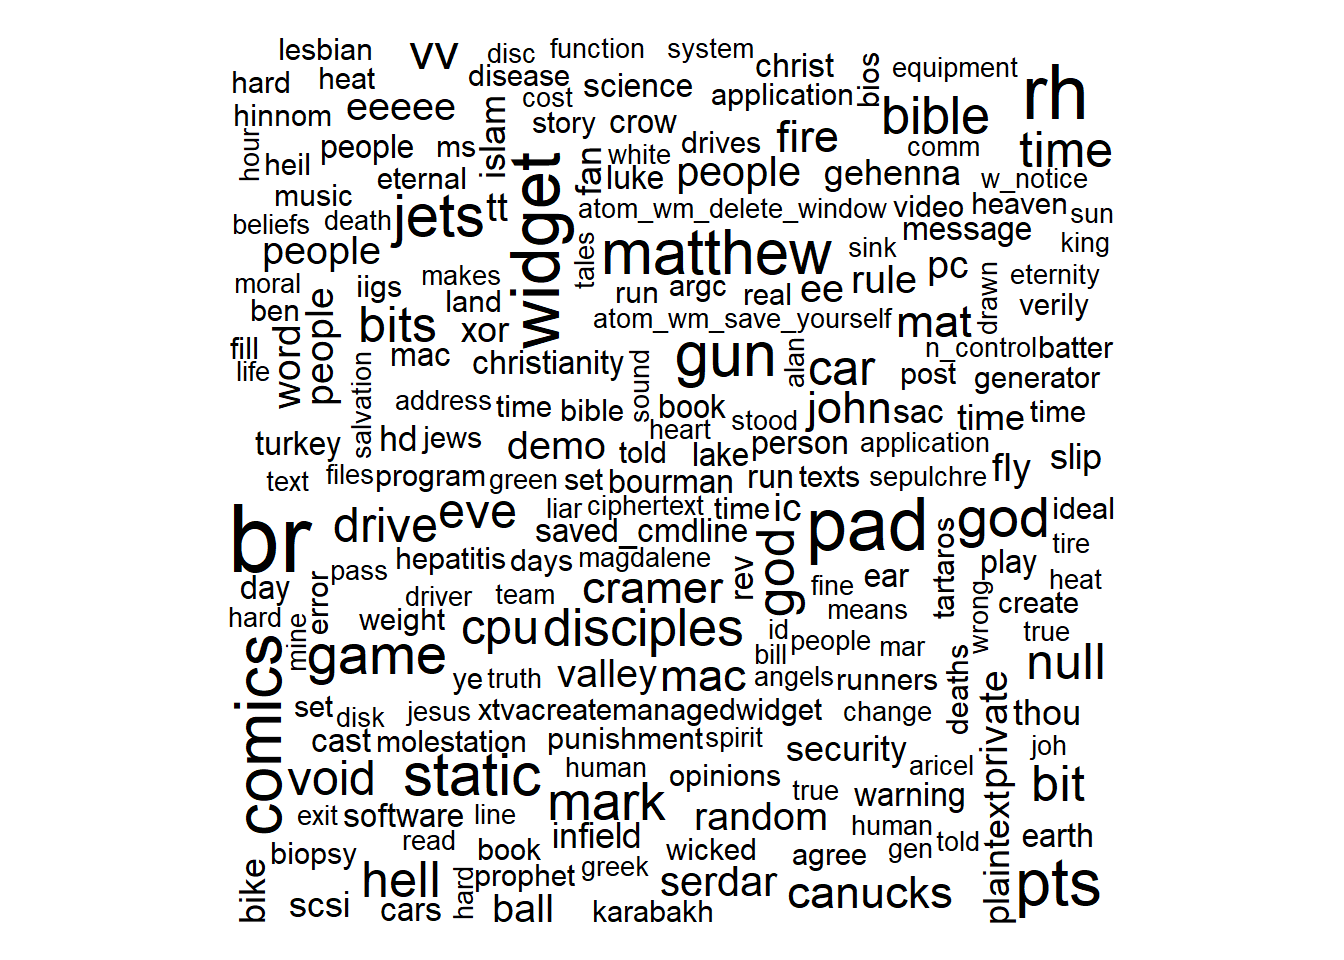 lesbian vv disc function system
christ bios equipment rh
hard heat disease cost science application bible
hinnom eeeee islam story crow drives fire comm time
hour people ms widget fan white
heil eternal luke people gehenna w_notice
music jets tt atom_wm_delete_window video heaven sun
beliefs death message king
people tales matthew sink pc
moral iigs makes run argc real ee rule drawn eternity
ben people land atom_wm_save_yourself mat verily
word bits xor
fill mac christianity sound gun alan car n_control batter
life salvation post generator
address time bible book stood john sac time time
turkey hd jews demo told heart lake person application fly slip
text files program green set bourman run texts sepulchre
br drive eve liar ciphertext time ic pad god ideal
saved_cmdline god tartaros tire
pass hepatitis days magdalene rev play
day error driver team cramer fine ear heat
hard mine weight cpu disciples id means wrong create
comics game people mar true
bill deaths null
ye truth valley mac angels runners
set disk jesus xtvacreatemanagedwidget change private thou
cast molestation punishment spirit security joh
void static human opinions aricel bit
exit software line mark random true warning plaintext
read infield human gen told earth
bike biopsy book wicked agree
hell hard prophet greek serdar canucks pts
scsi cars ball karabakh